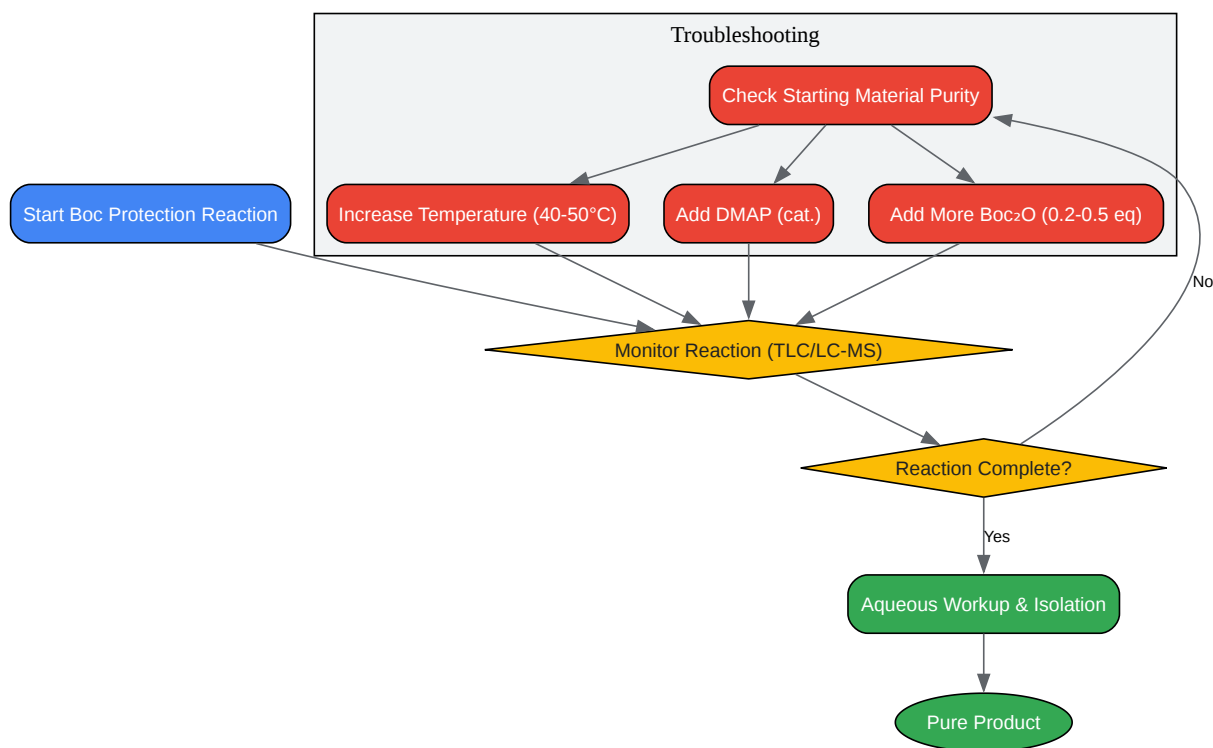 Troubleshooting
Check Starting Material Purity
Start Boc Protection Reaction
Increase Temperature (40-50°C)
Add DMAP (cat.)
Add More Boc₂O (0.2-0.5 eq)
No
Monitor Reaction (TLC/LC-MS)
Reaction Complete?
Yes
Aqueous Workup & Isolation
Pure Product